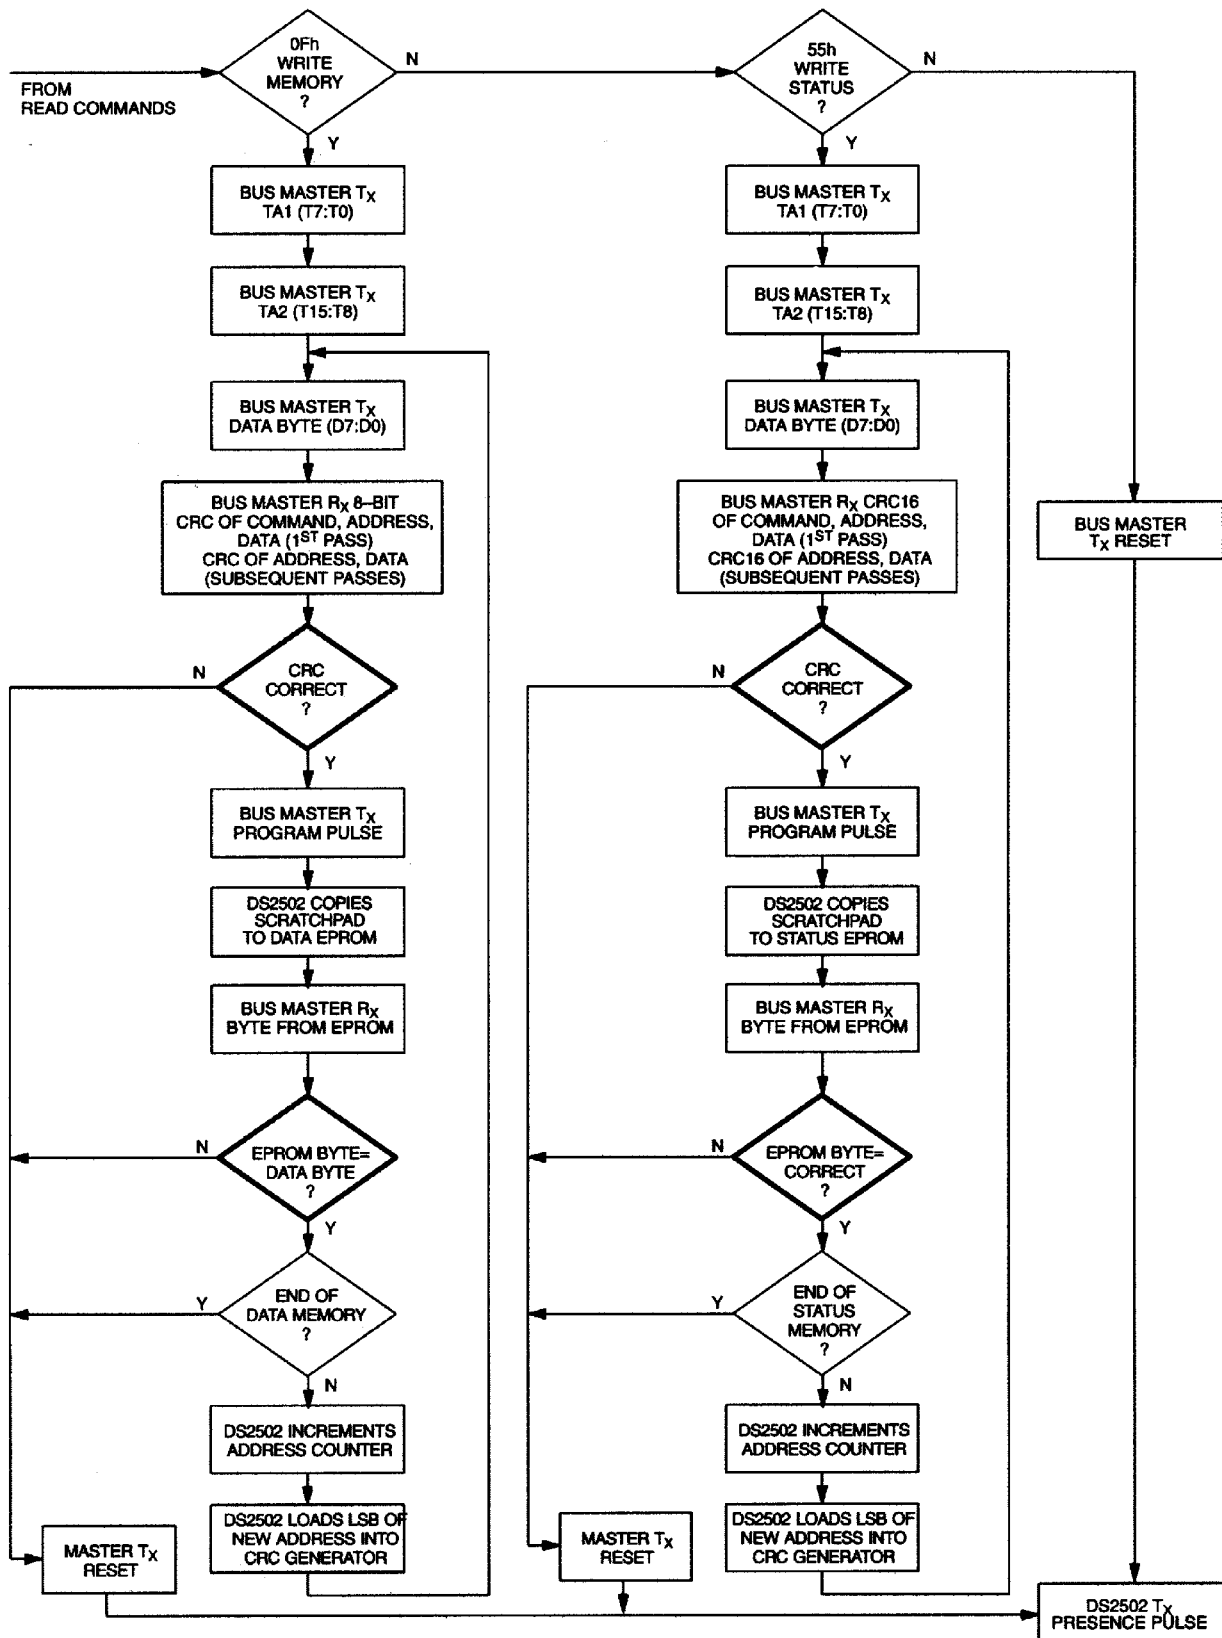 FROM
READ COMMANDS
0Fh
WRITE
MEMORY
?
N
Y
BUS MASTER TX
TA1 (T7:T0)
BUS MASTER TX
TA2 (T15:T8)
BUS MASTER TX
DATA BYTE (D7:D0)
BUS MASTER RX 8–BIT
CRC OF COMMAND, ADDRESS,
DATA (1ST PASS)
CRC OF ADDRESS, DATA
(SUBSEQUENT PASSES)
CRC
CORRECT
?
N
Y
BUS MASTER TX
PROGRAM PULSE
DS2502 COPIES
SCRATCHPAD
TO DATA EPROM
BUS MASTER RX
BYTE FROM EPROM
EPROM BYTE=
DATA BYTE
?
N
Y
END OF
DATA MEMORY
?
Y
N
DS2502 INCREMENTS
ADDRESS COUNTER
DS2502 LOADS LSB OF
NEW ADDRESS INTO
CRC GENERATOR
MASTER TX
RESET
55h
WRITE
STATUS
?
N
Y
BUS MASTER TX
TA1 (T7:T0)
BUS MASTER TX
TA2 (T15:T8)
BUS MASTER TX
DATA BYTE (D7:D0)
BUS MASTER RX CRC16
OF COMMAND, ADDRESS,
DATA (1ST PASS)
CRC16 OF ADDRESS, DATA
(SUBSEQUENT PASSES)
CRC
CORRECT
?
N
Y
BUS MASTER TX
PROGRAM PULSE
DS2502 COPIES
SCRATCHPAD
TO STATUS EPROM
BUS MASTER RX
BYTE FROM EPROM
EPROM BYTE=
CORRECT
?
N
Y
END OF
STATUS
MEMORY
?
Y
N
DS2502 INCREMENTS
ADDRESS COUNTER
DS2502 LOADS LSB OF
NEW ADDRESS INTO
CRC GENERATOR
MASTER TX
RESET
BUS MASTER
TX RESET
DS2502 TX
PRESENCE PULSE